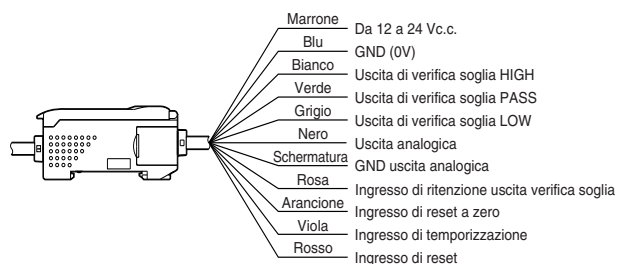 Marrone Da 12 a 24 Vc.c.
Blu GND (0V)
Bianco Uscita di verifica soglia HIGH
Verde Uscita di verifica soglia PASS
Grigio Uscita di verifica soglia LOW
Nero Uscita analogica
Schermatura GND uscita analogica
Rosa Ingresso di ritenzione uscita verifica soglia
Arancione Ingresso di reset a zero
Viola Ingresso di temporizzazione
Rosso Ingresso di reset